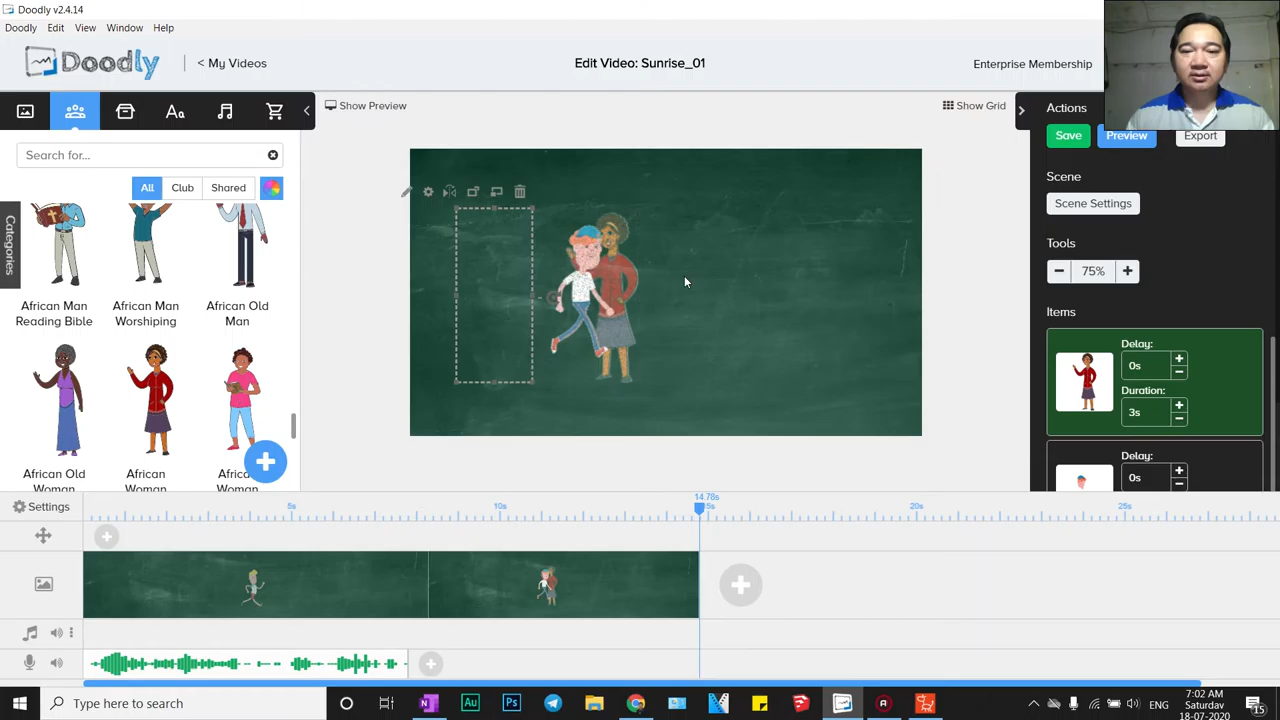 Doodly v2.4.14
Doodly Edit View Window Help
Doodly < My Videos Edit Video: Sunrise_01 Enterprise Membership
Aa Show Preview Show Grid Actions
Search for... Save Preview Export
All Club Shared
Categories
Scene
Scene Settings
Tools
75%
African Man Reading Bible
African Man Worshiping
African Old Man
Items
Delay:
0s
Duration:
3s
Delay:
0s
African Old Woman
African Woman
Woman
Settings 5s 10s 14.78s 20s 25s
Type here to search
Au Ps
ENG
7:02 AM
Saturday
18-07-2020
15